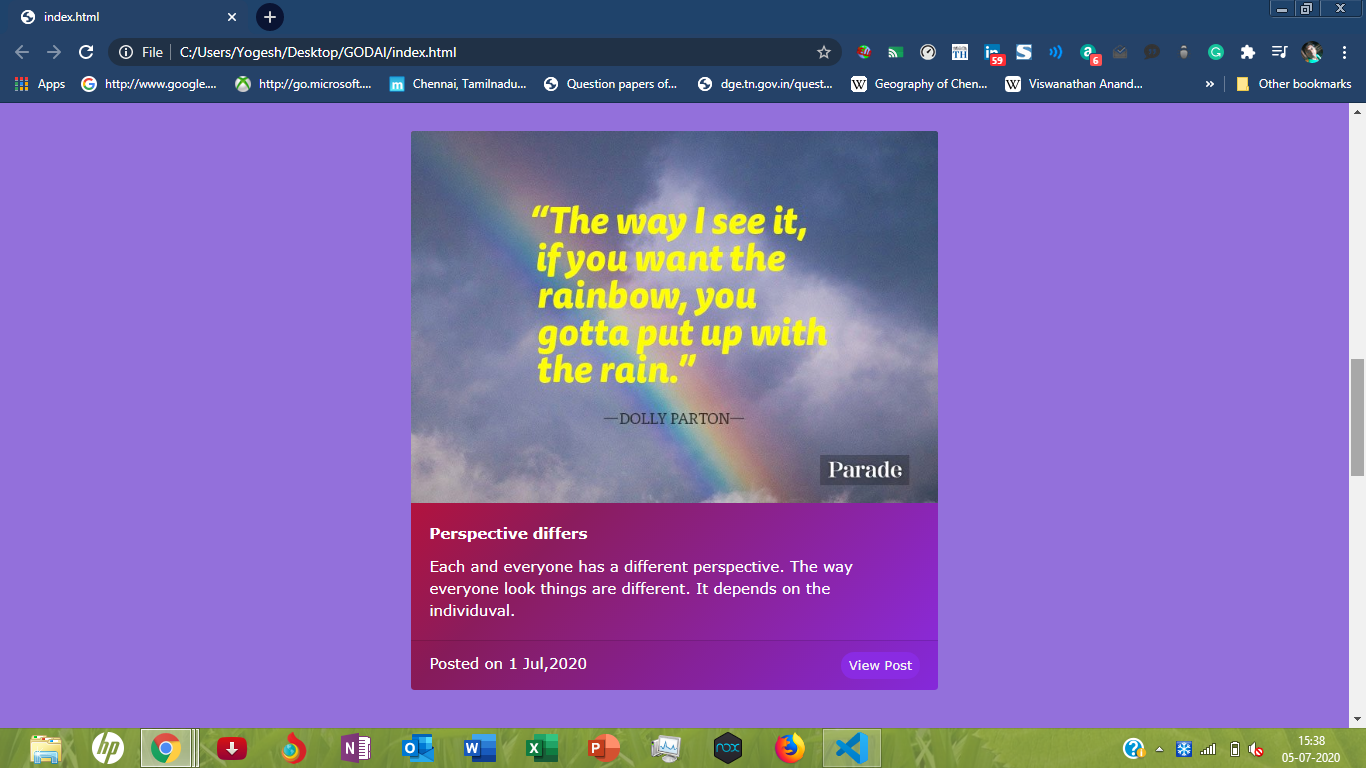 index.html
File
C:/Users/Yogesh/Desktop/GODAI/index.html
TH
59
S
a
6
G
Apps
http://www.google....
http://go.microsoft....
m
Chennai, Tamilnadu...
Question papers of...
dge.tn.gov.in/quest...
W
Geography of Chen...
W
Viswanathan Anand...
»
Other bookmarks
“The way I see it,
if you want the
rainbow, you
gotta put up with
the rain.”
—DOLLY PARTON—
Parade
Perspective differs
Each and everyone has a different perspective. The way
everyone look things are different. It depends on the
individuval.
Posted on 1 Jul,2020
View Post
hp
N
O
W
X
P
nox
?
15:38
05-07-2020